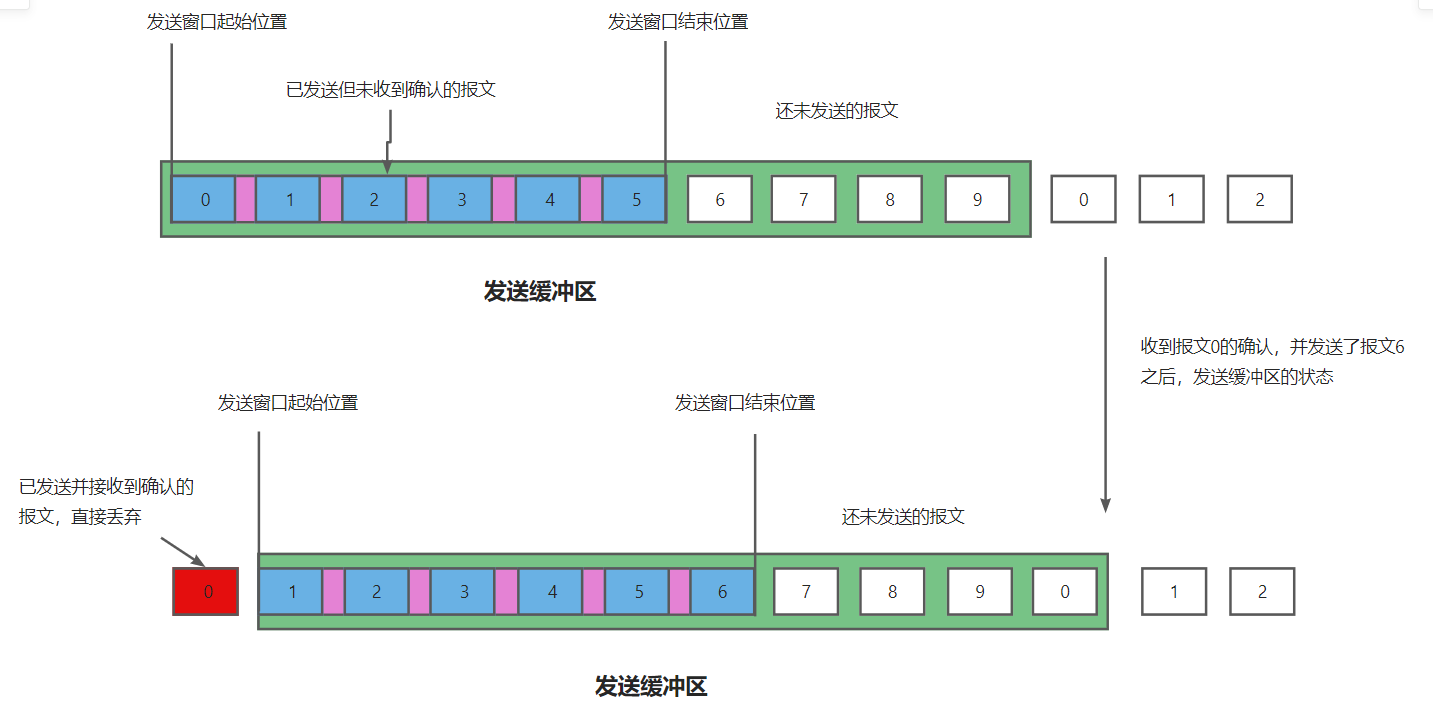 发送窗口起始位置
发送窗口结束位置
已发送但未收到确认的报文
还未发送的报文
0 1 2 3 4 5 6 7 8 9 0 1 2
发送缓冲区
收到报文0的确认，并发送了报文6
之后，发送缓冲区的状态
发送窗口起始位置
发送窗口结束位置
已发送并接收到确认的
报文，直接丢弃
还未发送的报文
0 1 2 3 4 5 6 7 8 9 0 1 2
发送缓冲区